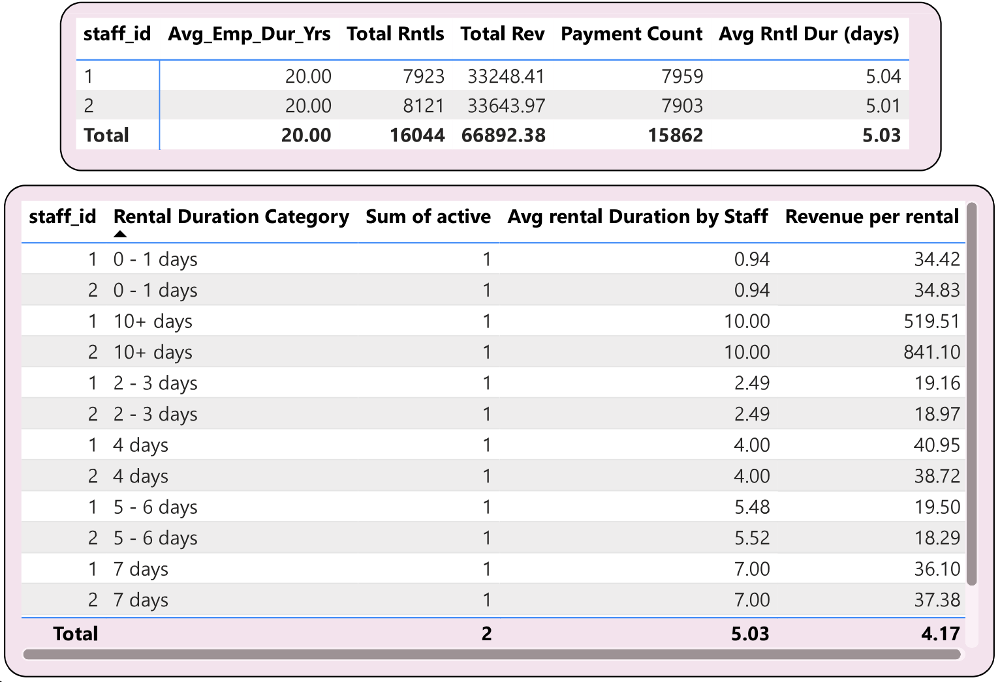 staff_id Avg_Emp_Dur_Yrs Total Rntls Total Rev Payment Count Avg Rntl Dur (days)
1 20.00 7923 33248.41 7959 5.04
2 20.00 8121 33643.97 7903 5.01
Total 20.00 16044 66892.38 15862 5.03
staff_id Rental Duration Category Sum of active Avg rental Duration by Staff Revenue per rental
1 0 - 1 days 1 0.94 34.42
2 0 - 1 days 1 0.94 34.83
1 10+ days 1 10.00 519.51
2 10+ days 1 10.00 841.10
1 2 - 3 days 1 2.49 19.16
2 2 - 3 days 1 2.49 18.97
1 4 days 1 4.00 40.95
2 4 days 1 4.00 38.72
1 5 - 6 days 1 5.48 19.50
2 5 - 6 days 1 5.52 18.29
1 7 days 1 7.00 36.10
2 7 days 1 7.00 37.38
Total 2 5.03 4.17